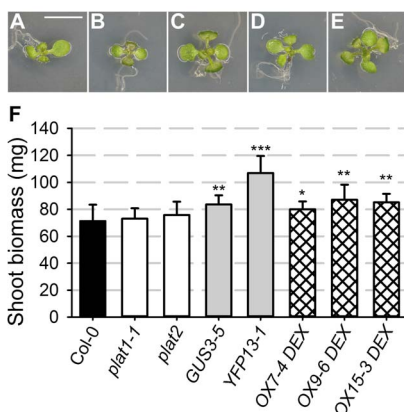 A B C D E
F
Shoot biomass (mg)
140
120
100
80
60
40
20
0
** *** * ** **
Col-0 plat1-1 plat2 GUS3-5 YFP13-1 OX7-4 DEX OX9-6 DEX OX15-3 DEX